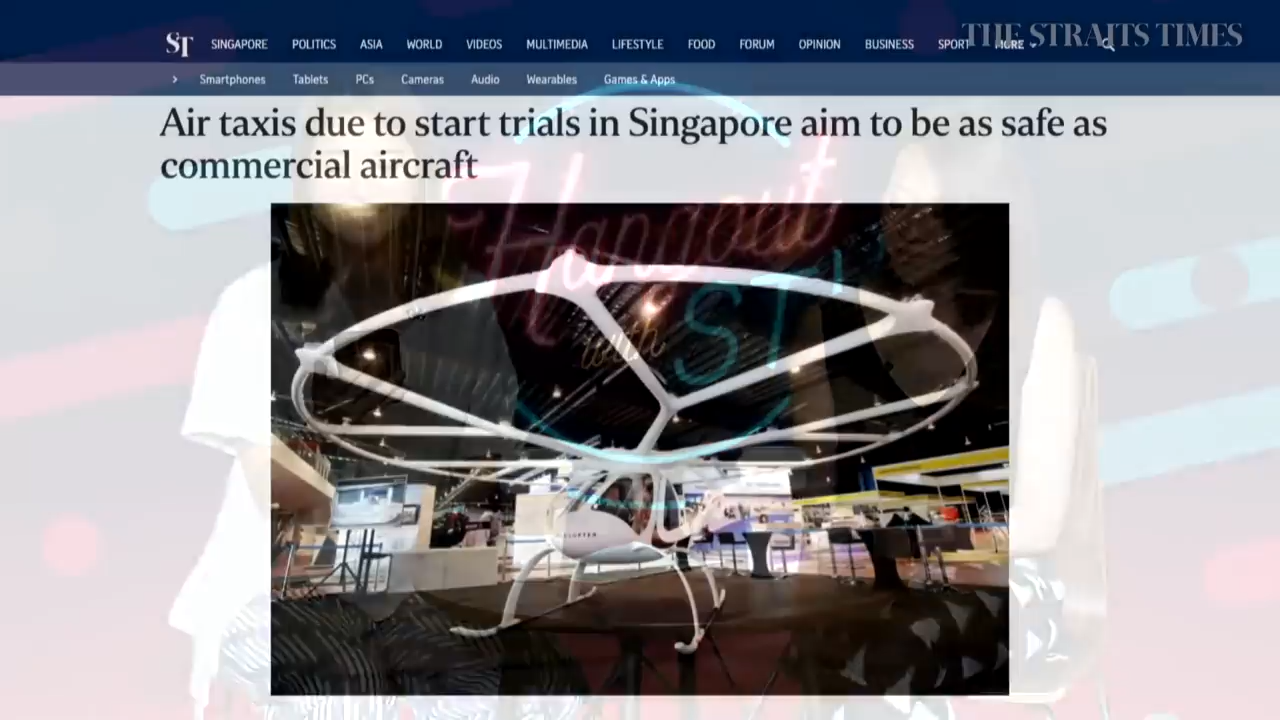 THE STRAITS TIMES
ST SINGAPORE POLITICS ASIA WORLD VIDEOS MULTIMEDIA LIFESTYLE FOOD FORUM OPINION BUSINESS SPORT MORE
Smartphones Tablets PCs Cameras Audio Wearables Games & Apps
Air taxis due to start trials in Singapore aim to be as safe as
commercial aircraft
Hangout
with ST